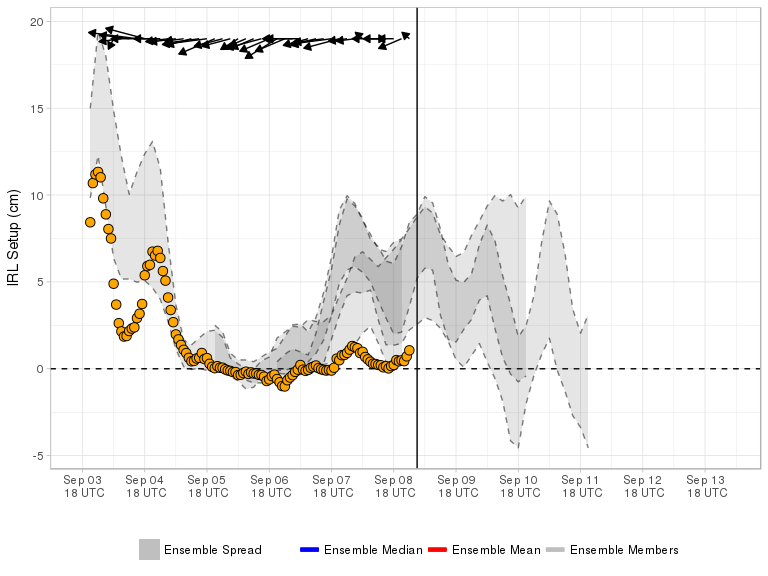 20
15
10
5
0
-5
IRL Setup (cm)
Sep 03 Sep 04 Sep 05 Sep 06 Sep 07 Sep 08 Sep 09 Sep 10 Sep 11 Sep 12 Sep 13
18 UTC 18 UTC 18 UTC 18 UTC 18 UTC 18 UTC 18 UTC 18 UTC 18 UTC 18 UTC 18 UTC
Ensemble Spread Ensemble Median Ensemble Mean Ensemble Members